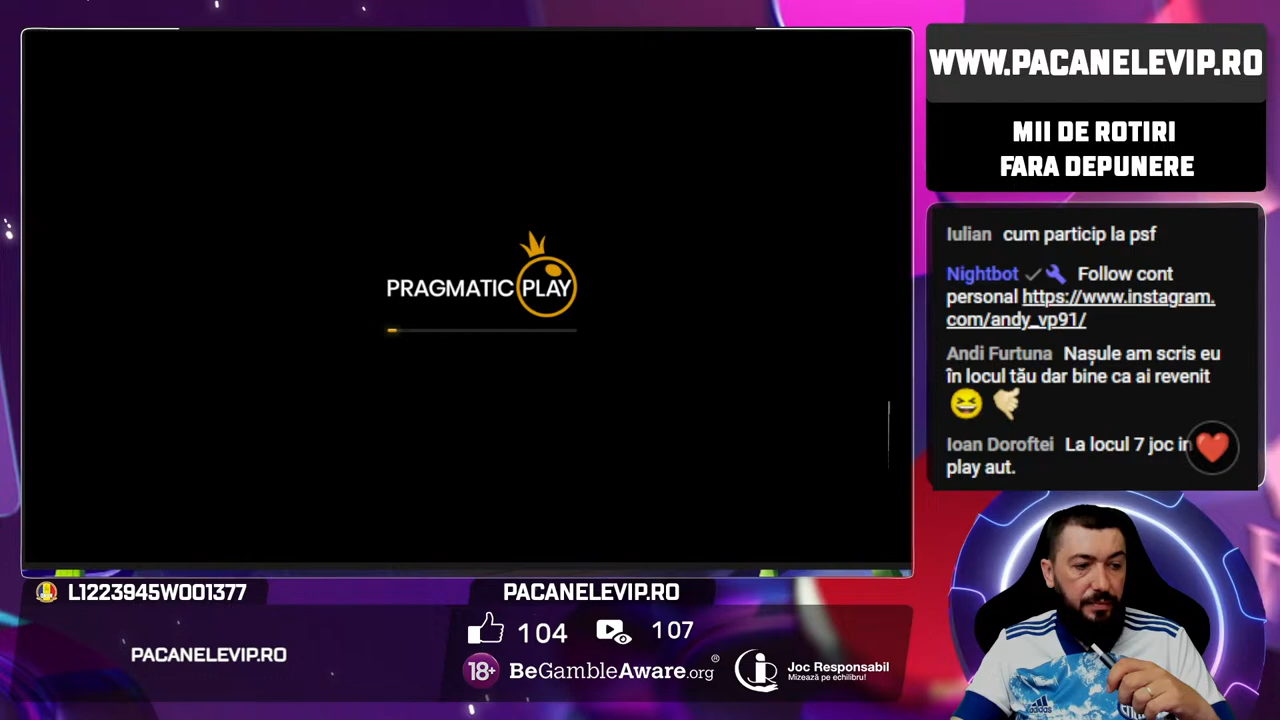 WWW.PACANELEVIP.RO
MII DE ROTIRI
FARA DEPUNERE
Iulian cum particip la psf
Nightbot Follow cont
personal https://www.instagram.
com/andy_vp91/
Andi Furtuna Nașule am scris eu
în locul tău dar bine ca ai revenit
Ioan Doroftei La locul 7 joc in
play aut.
PRAGMATIC PLAY
L1223945W001377
PACANELEVIP.RO
PACANELEVIP.RO
104
107
18+ BeGambleAware.org®
Joc Responsabil
Mizează pe echilibru!
adidas